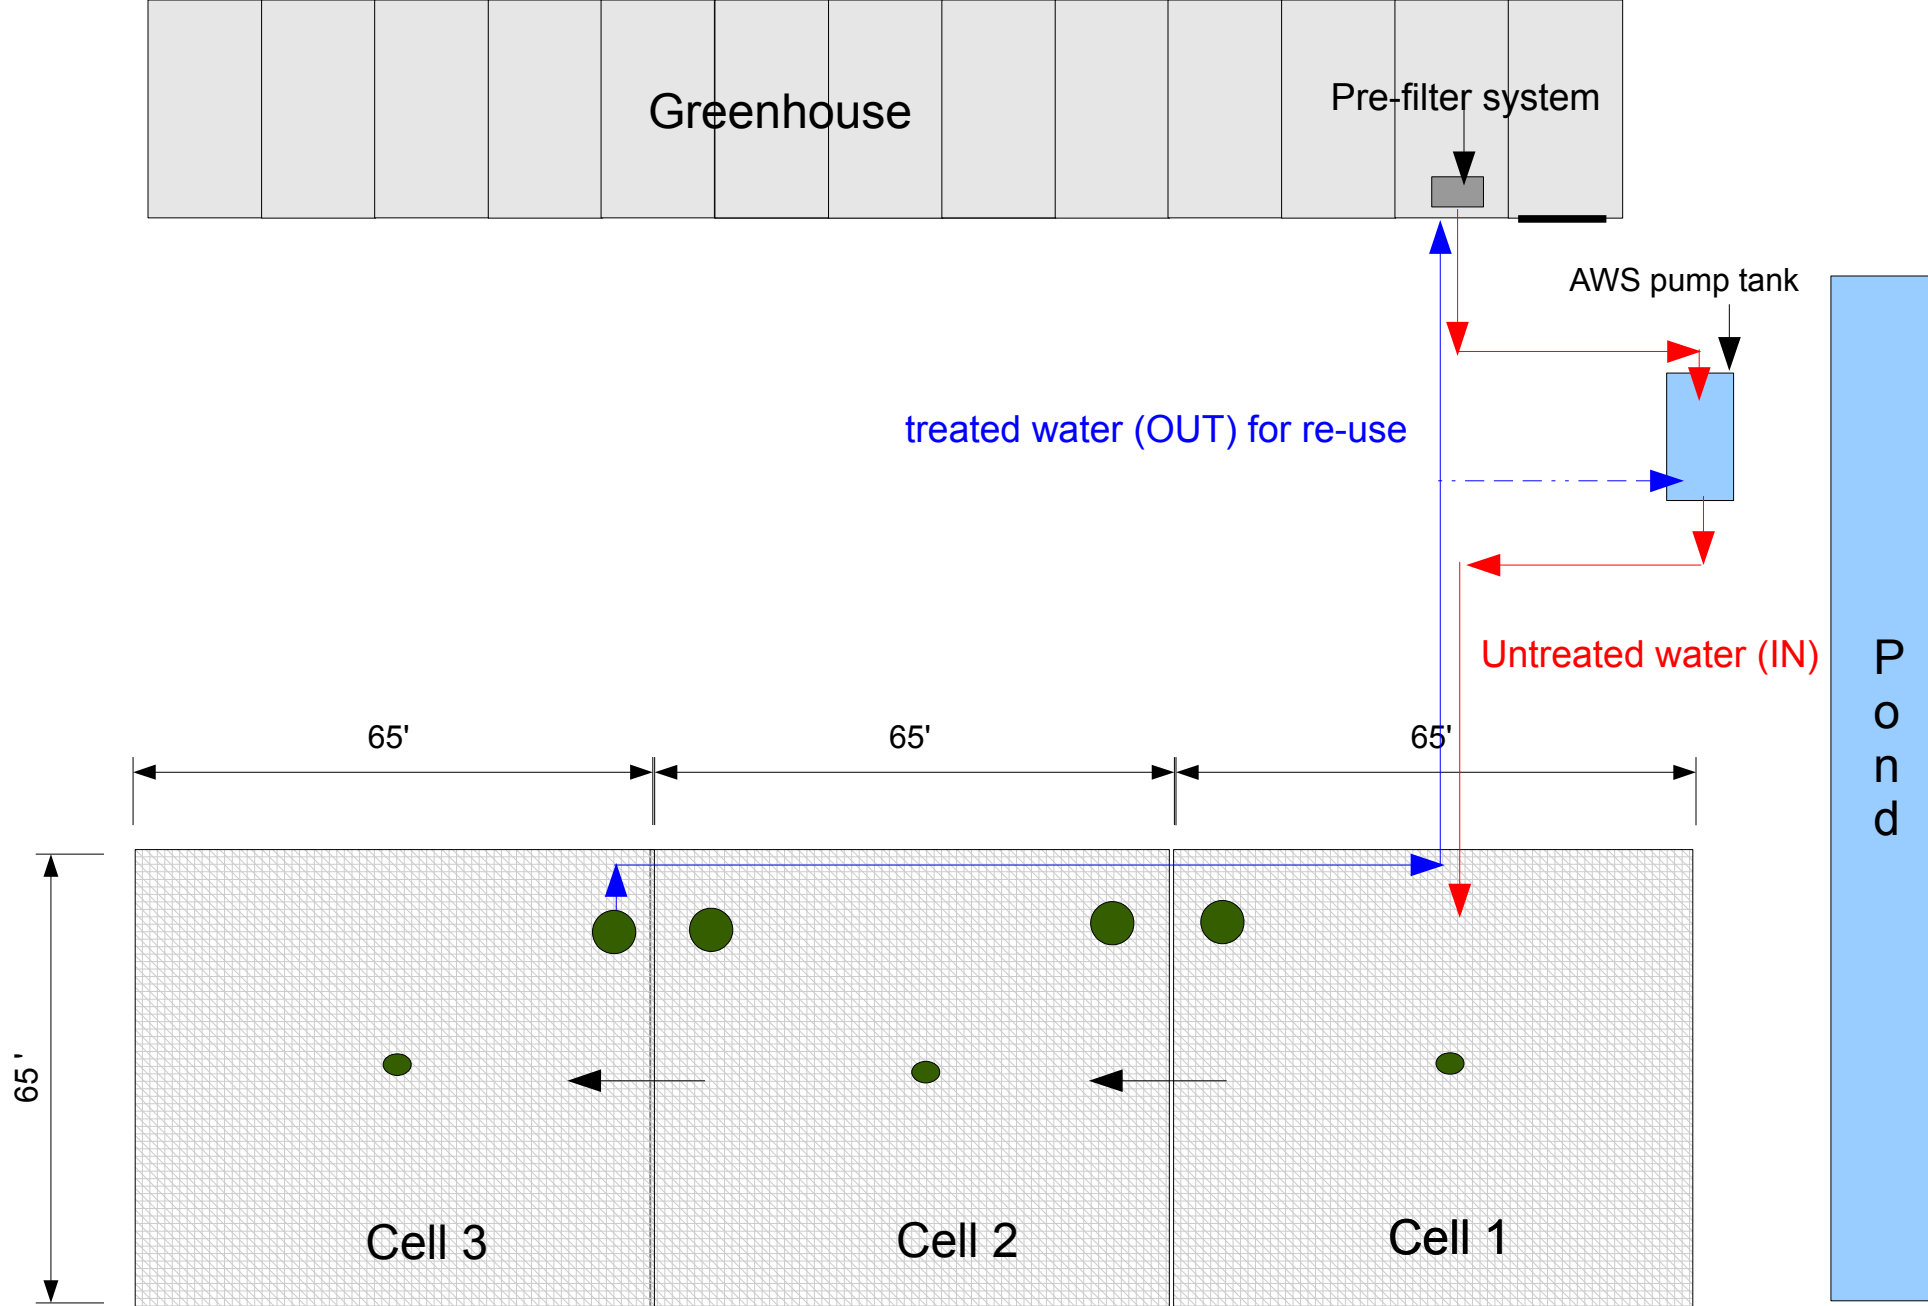 Greenhouse
Pre-filter system
AWS pump tank
treated water (OUT) for re-use
Untreated water (IN)
P
o
n
d
65'
65'
65'
65'
Cell 3
Cell 2
Cell 1